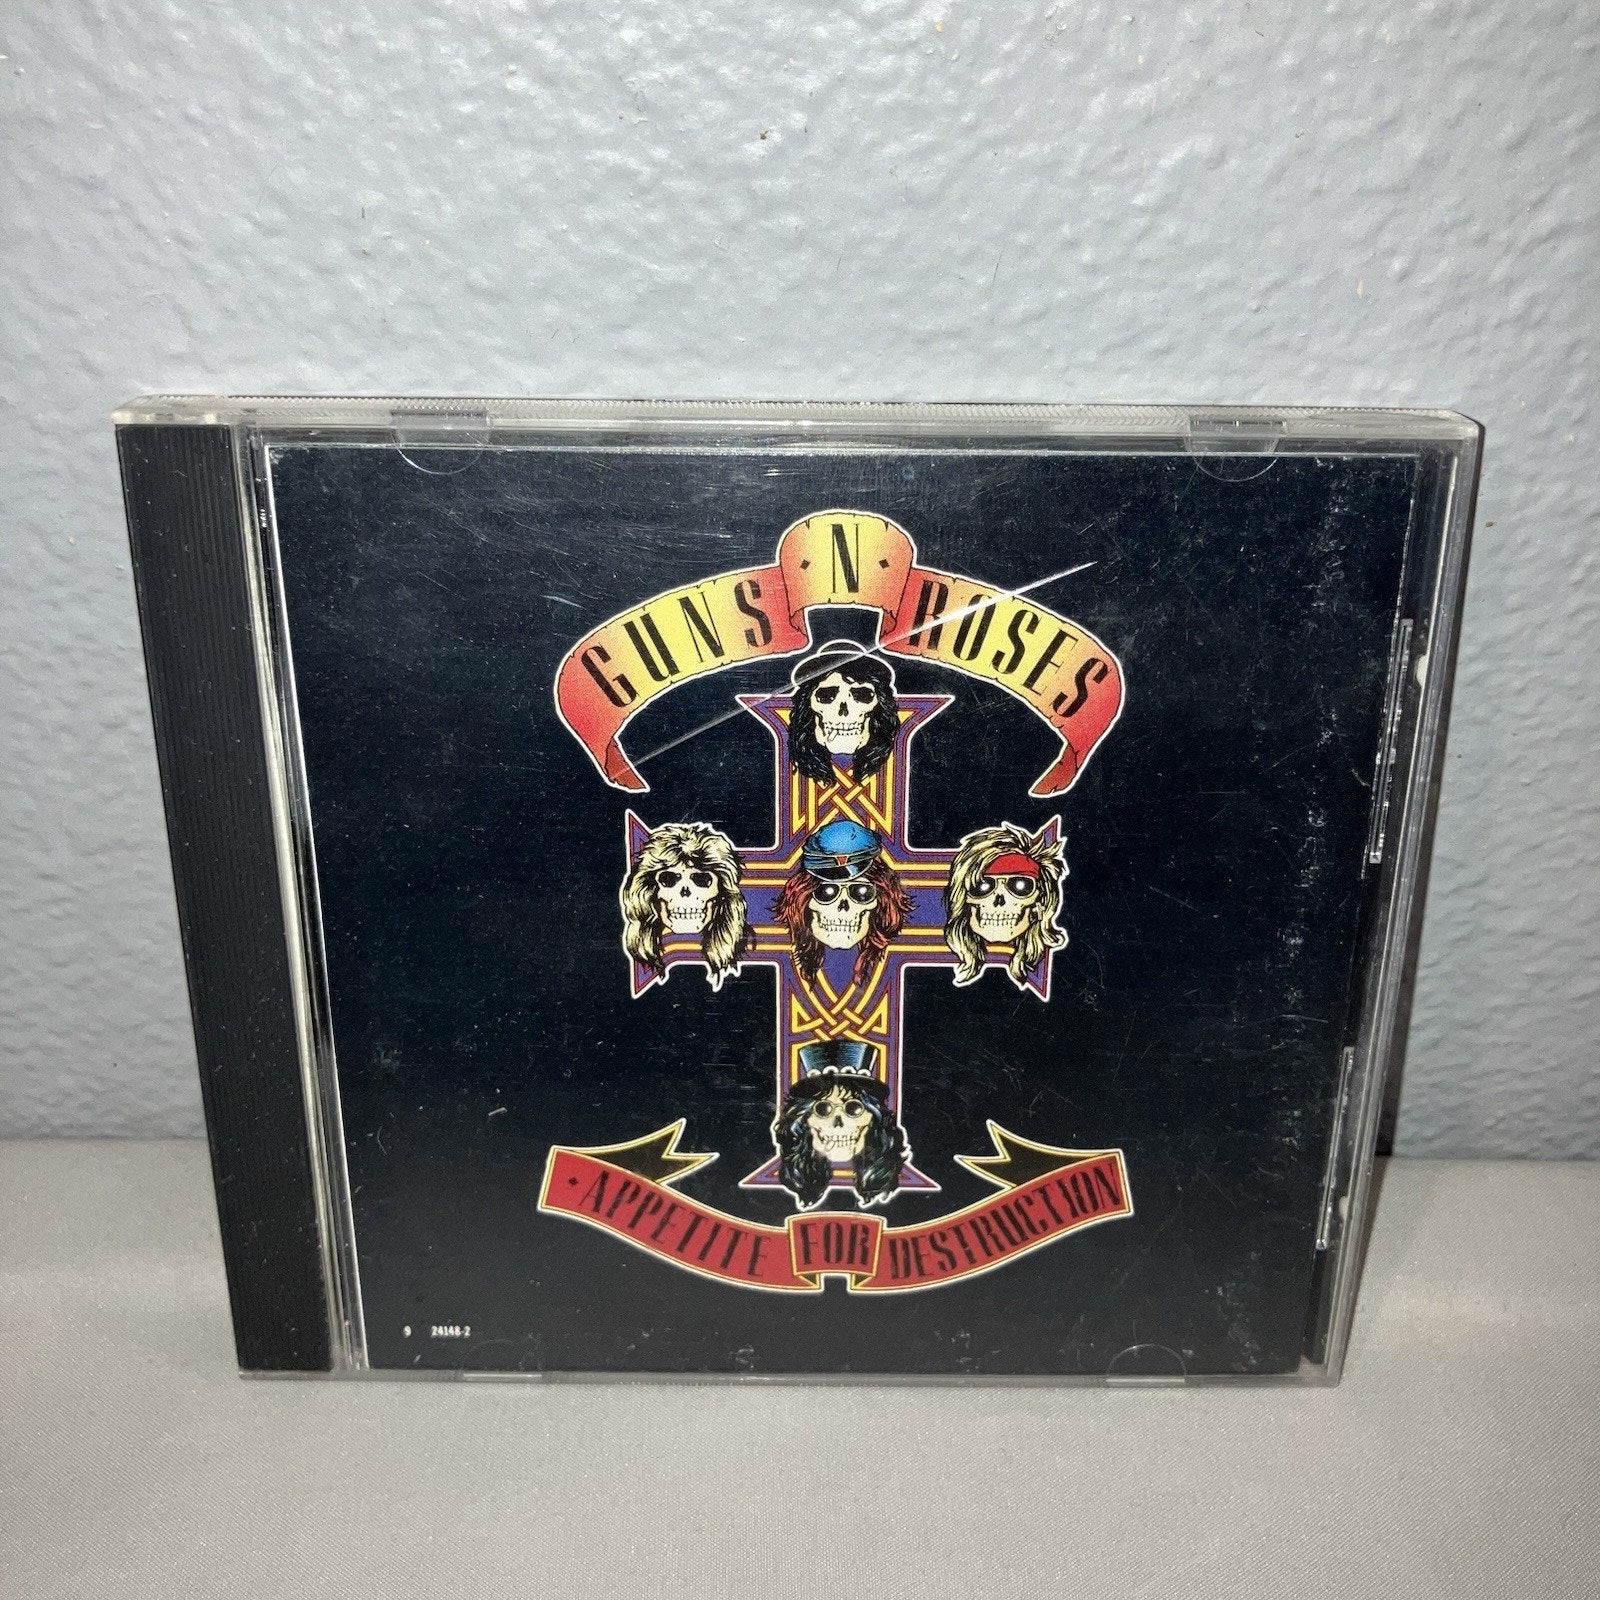 GUNS ·N· ROSES
·APPETITE FOR DESTRUCTION
9 24148-2